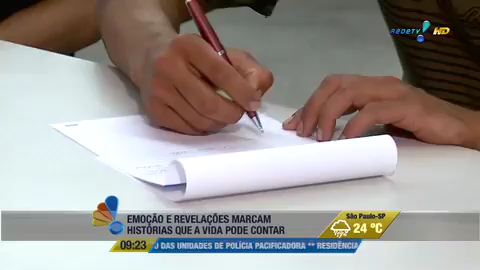 REDETV HD
EMOÇÃO E REVELAÇÕES MARCAM
HISTÓRIAS QUE A VIDA PODE CONTAR
São Paulo-SP
24 °C
09:23
O DAS UNIDADES DE POLÍCIA PACIFICADORA ** RESIDÊNCIA